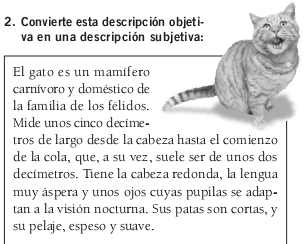 2. Convierte esta descripción objeti-
va en una descripción subjetiva:
El gato es un mamífero
carnívoro y doméstico de
la familia de los félidos.
Mide unos cinco decíme-
tros de largo desde la cabeza hasta el comienzo
de la cola, que, a su vez, suele ser de unos dos
decímetros. Tiene la cabeza redonda, la lengua
muy áspera y unos ojos cuyas pupilas se adap-
tan a la visión nocturna. Sus patas son cortas, y
su pelaje, espeso y suave.